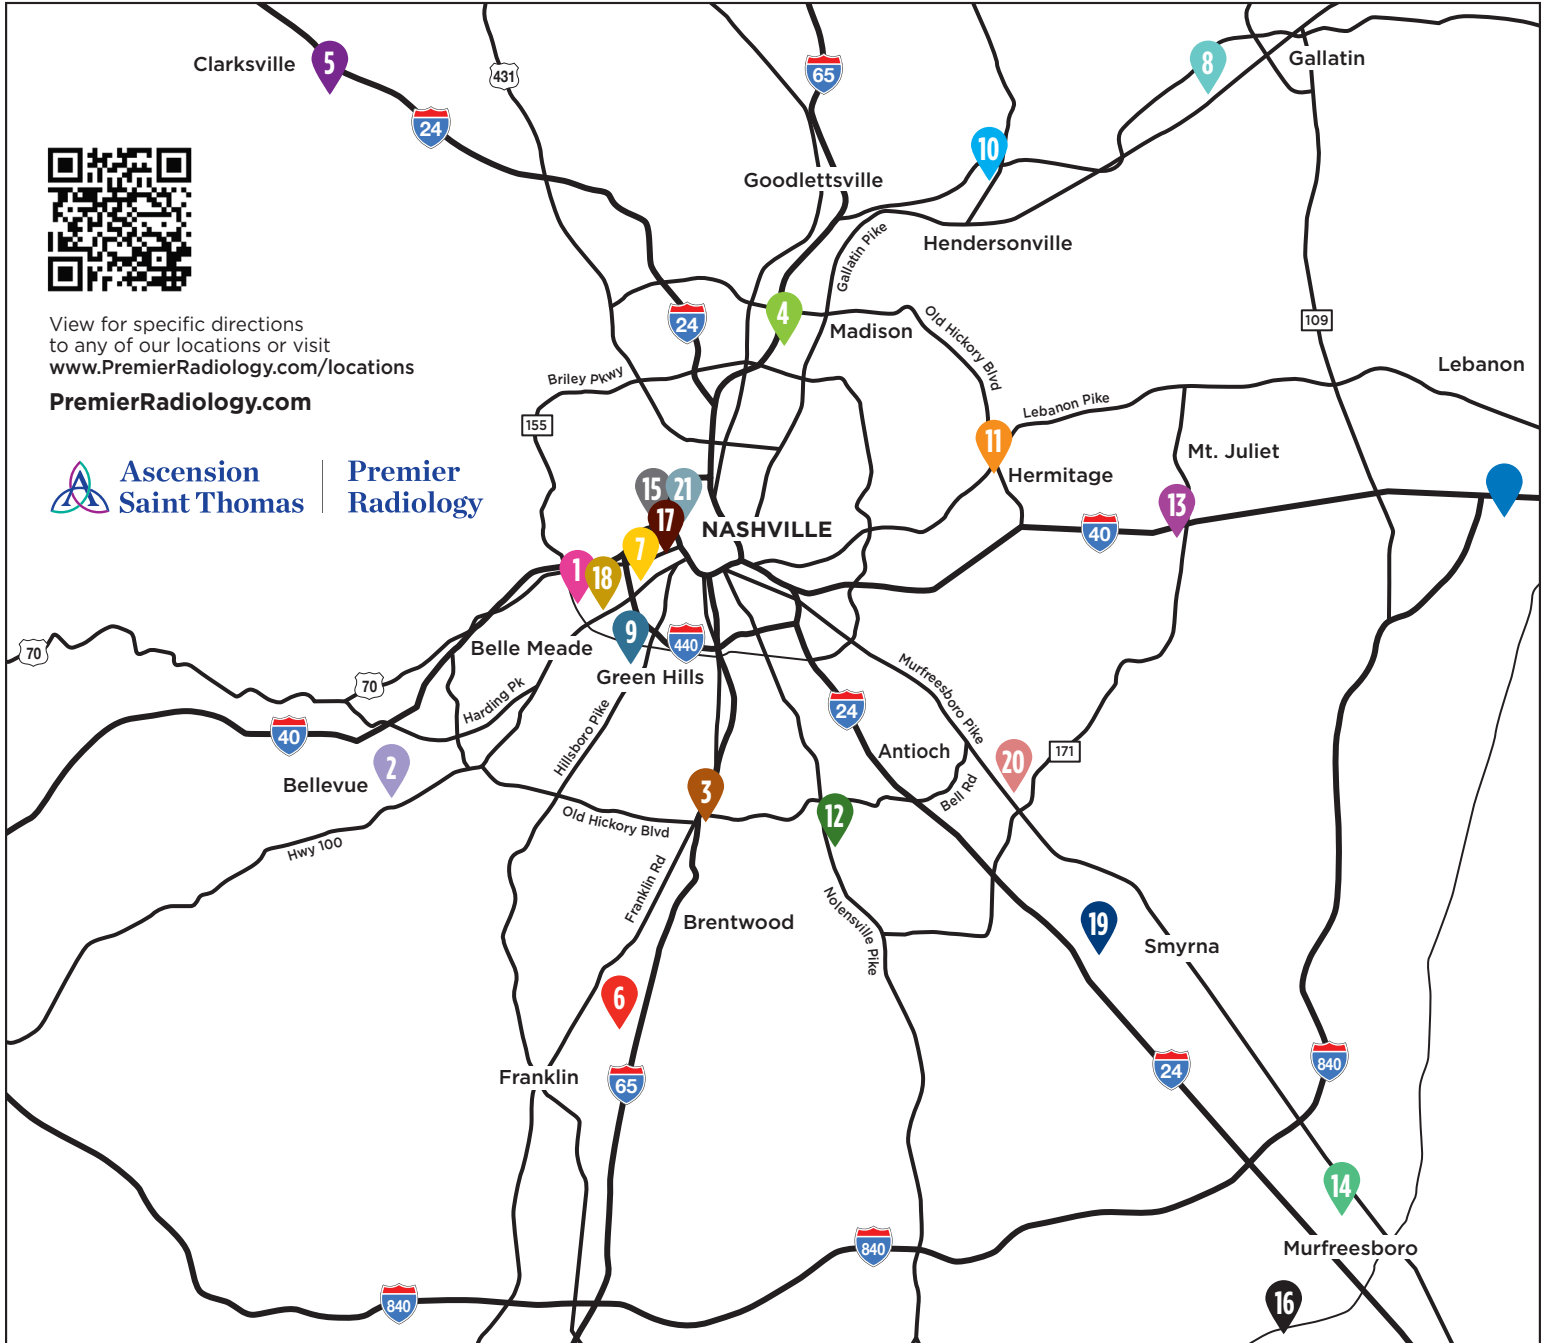 Clarksville
5
24
431
65
8
Gallatin
10
Goodlettsville
Hendersonville
Gallatin Pike
View for specific directions
to any of our locations or visit
www.PremierRadiology.com/locations
PremierRadiology.com
24
4
Madison
Old Hickory Blvd
109
Lebanon
Briley Pkwy
155
Lebanon Pike
11
Hermitage
Mt. Juliet
13
40
Ascension
Saint Thomas
Premier
Radiology
15
21
17
NASHVILLE
7
1
18
9
440
Belle Meade
Green Hills
70
70
40
Harding Pk
Hillsboro Pike
Murfreesboro Pike
24
Antioch
20
171
Bell Rd
2
Bellevue
3
12
Old Hickory Blvd
Hwy 100
Franklin Rd
Brentwood
Nolensville Pike
19
Smyrna
6
Franklin
65
24
840
14
Murfreesboro
840
840
16